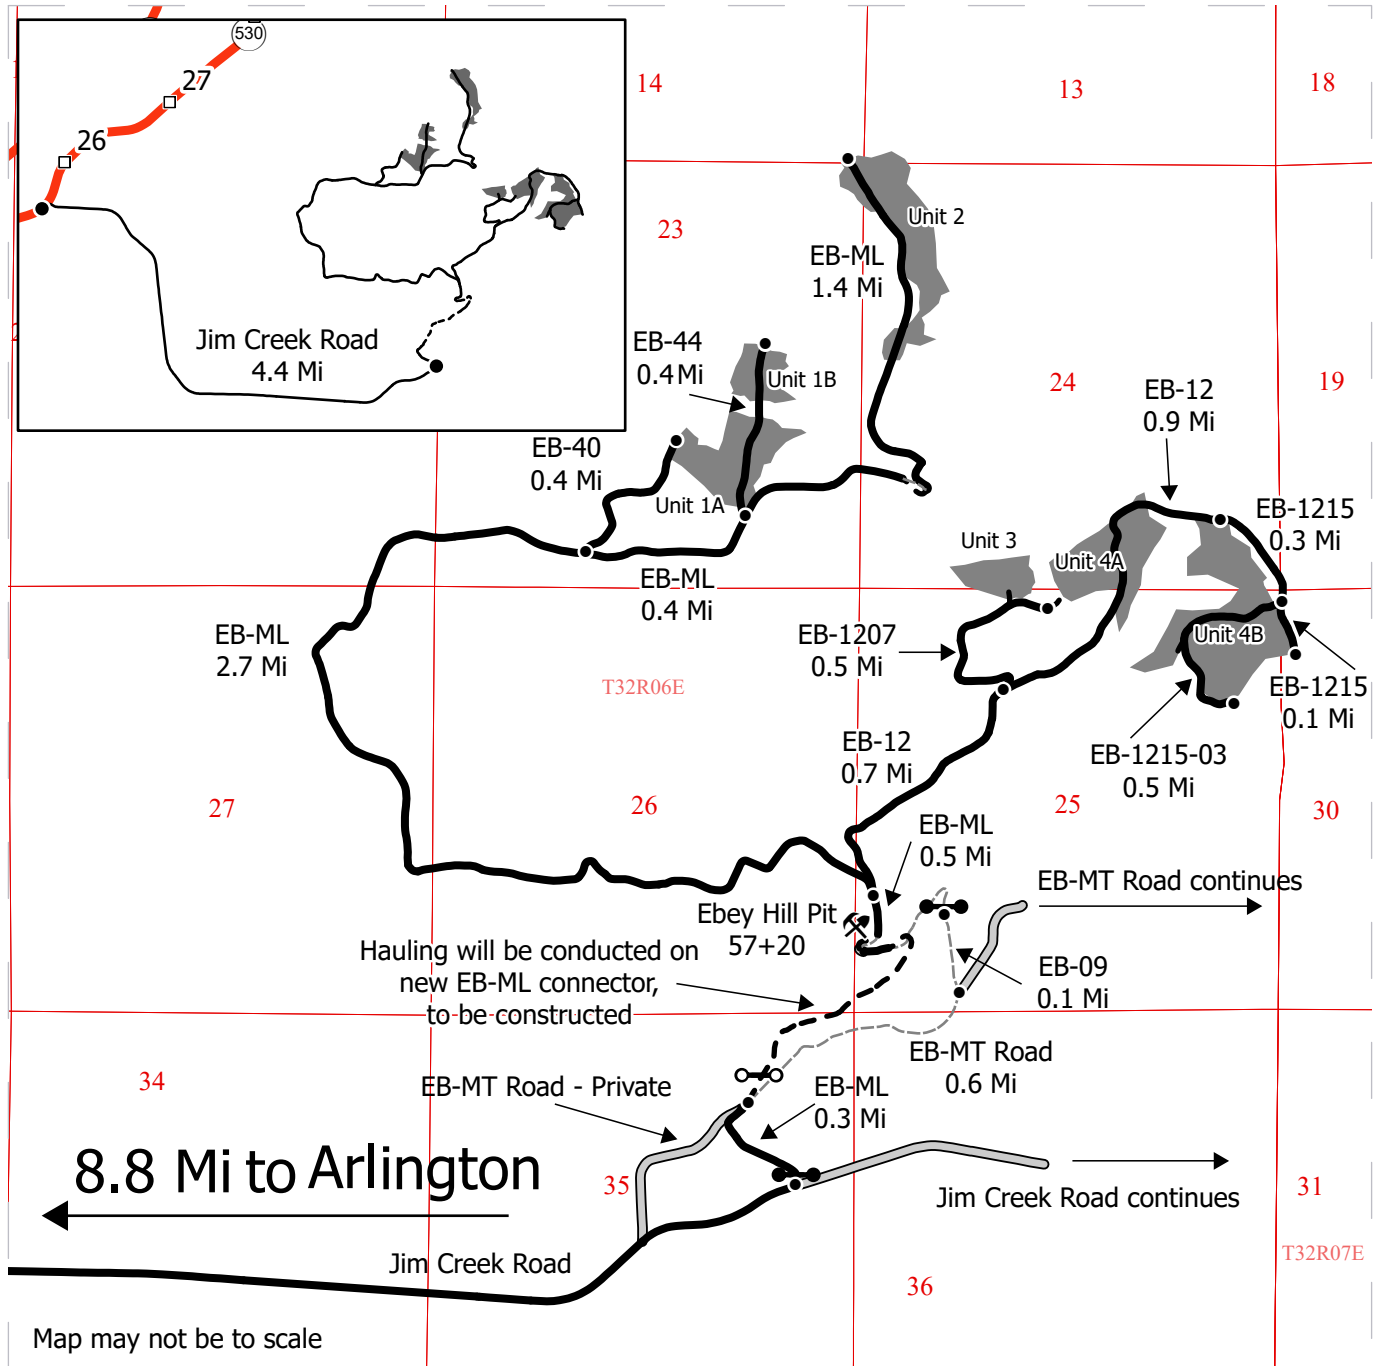 530
27
26
Jim Creek Road
4.4 Mi
14
13
18
23
Unit 2
EB-ML
1.4 Mi
EB-44
0.4 Mi
Unit 1B
24
19
EB-12
0.9 Mi
EB-40
0.4 Mi
Unit 1A
EB-1215
0.3 Mi
Unit 3
Unit 4A
EB-ML
0.4 Mi
EB-ML
2.7 Mi
EB-1207
0.5 Mi
Unit 4B
T32R06E
EB-1215
0.1 Mi
EB-12
0.7 Mi
EB-1215-03
0.5 Mi
27
26
25
30
EB-ML
0.5 Mi
EB-MT Road continues
Ebey Hill Pit
57+20
Hauling will be conducted on
new EB-ML connector,
to be constructed
EB-09
0.1 Mi
EB-MT Road
0.6 Mi
34
EB-MT Road - Private
EB-ML
0.3 Mi
8.8 Mi to Arlington
35
31
Jim Creek Road continues
Jim Creek Road
T32R07E
36
Map may not be to scale